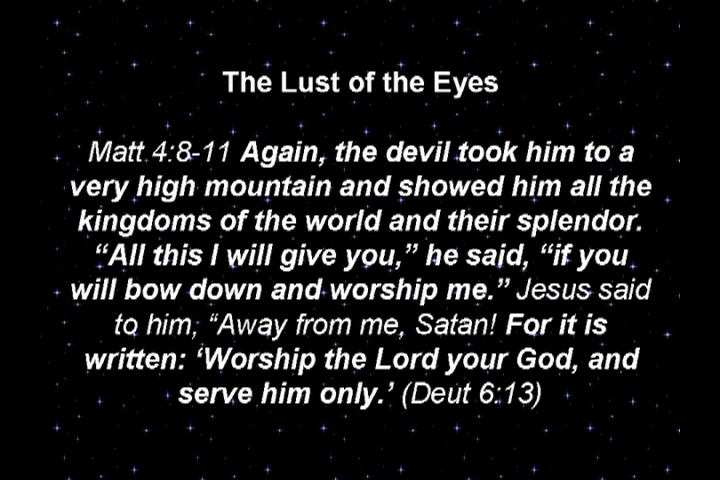 The Lust of the Eyes
Matt 4:8-11 Again, the devil took him to a
very high mountain and showed him all the
kingdoms of the world and their splendor.
“All this I will give you,” he said, “if you
will bow down and worship me.” Jesus said
to him, “Away from me, Satan! For it is
written: ‘Worship the Lord your God, and
serve him only.’ (Deut 6:13)